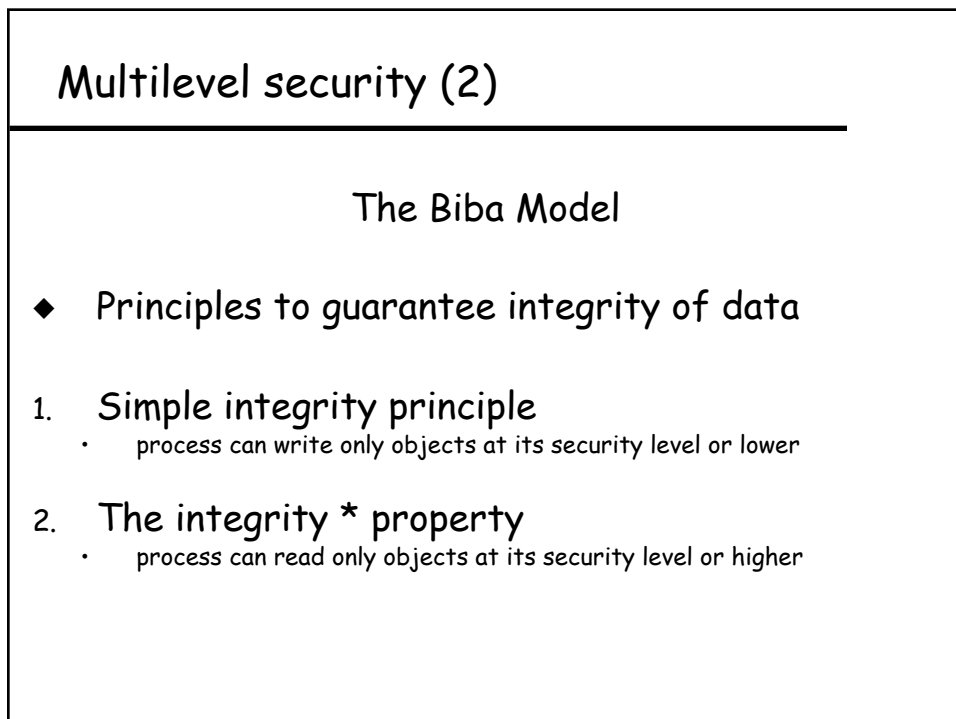 Multilevel security (2)
The Biba Model
◆ Principles to guarantee integrity of data
1. Simple integrity principle
• process can write only objects at its security level or lower
2. The integrity * property
• process can read only objects at its security level or higher